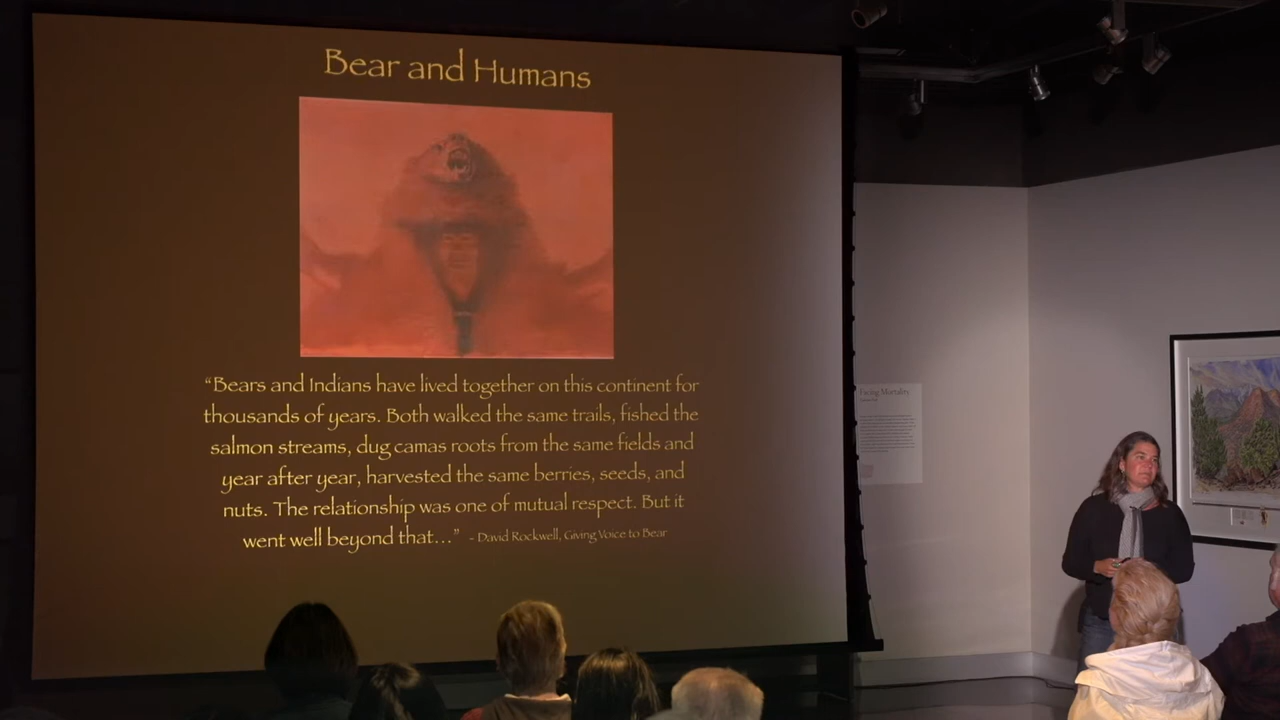 Bear and Humans
“Bears and Indians have lived together on this continent for
thousands of years. Both walked the same trails, fished the
salmon streams, dug camas roots from the same fields and
year after year, harvested the same berries, seeds, and
nuts. The relationship was one of mutual respect. But it
went well beyond that…” - David Rockwell, Giving Voice to Bear
Facing Mortality